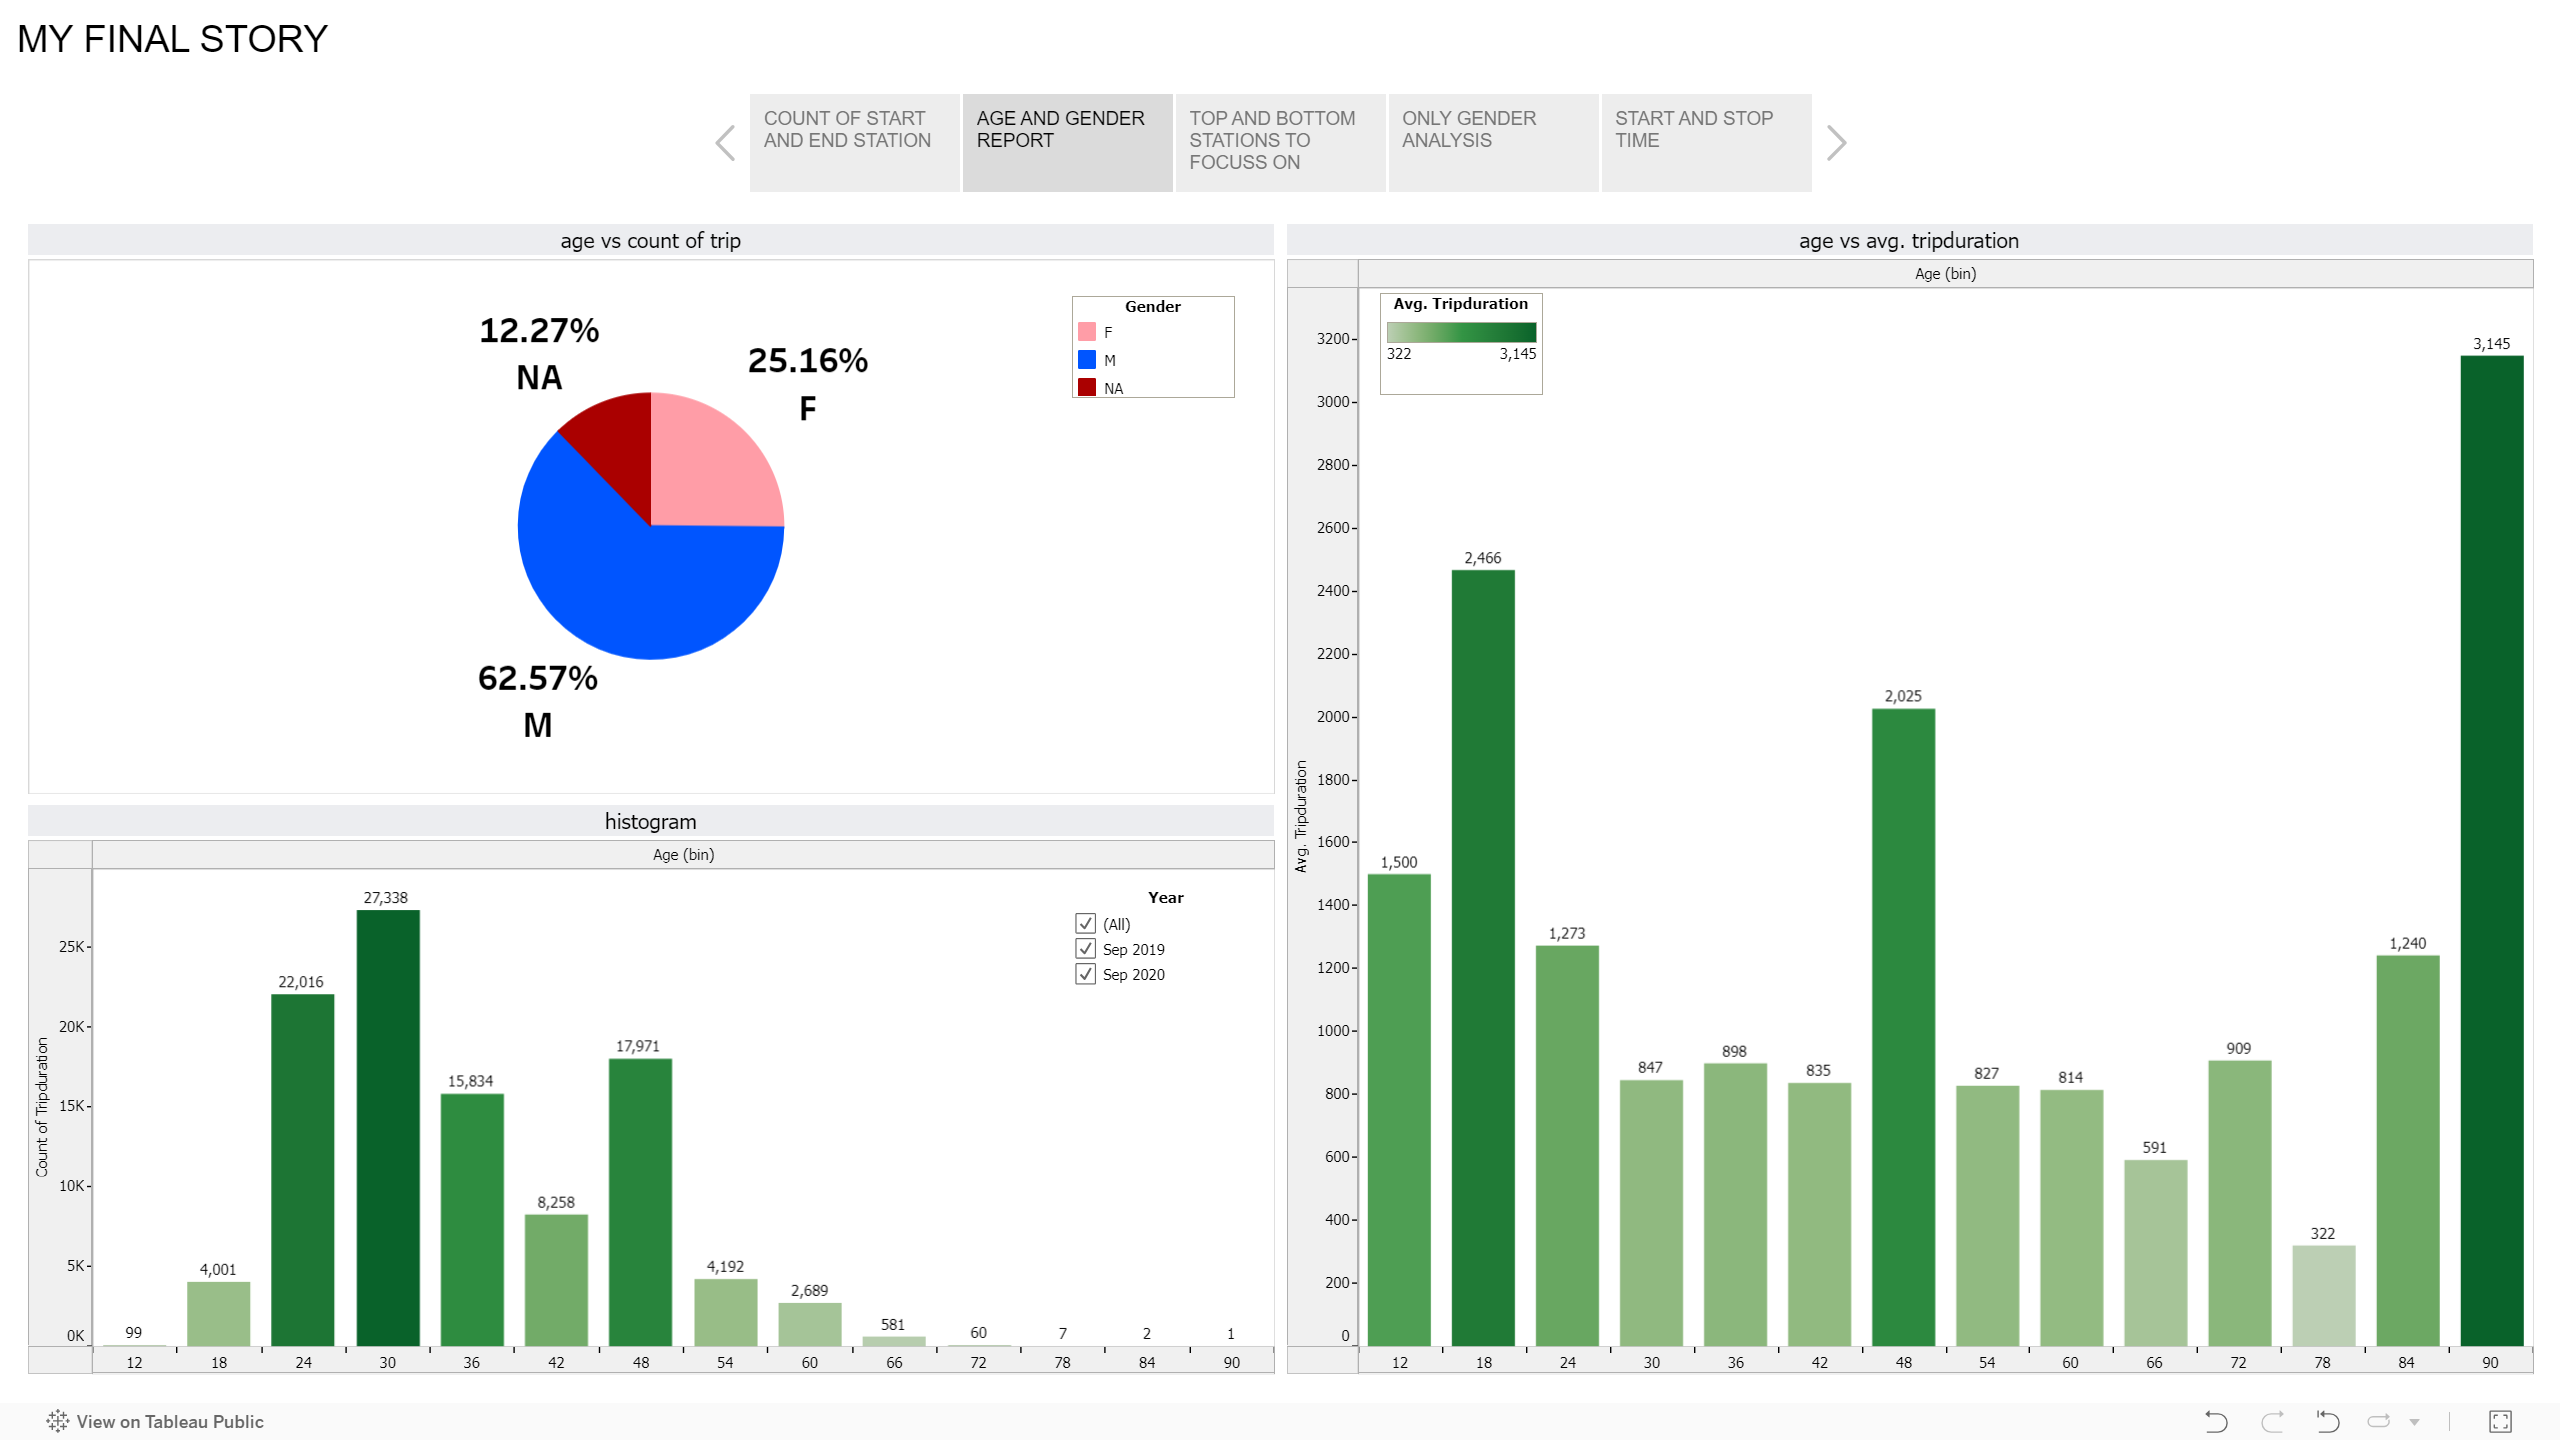 MY FINAL STORY
COUNT OF START
AND END STATION
AGE AND GENDER
REPORT
TOP AND BOTTOM
STATIONS TO
FOCUSS ON
ONLY GENDER
ANALYSIS
START AND STOP
TIME
age vs count of trip
12.27%
NA
25.16%
F
62.57%
M
Gender
F
M
NA
histogram
Age (bin)
Count of Tripduration
25K
20K
15K
10K
5K
0K
99
4,001
22,016
27,338
15,834
8,258
17,971
4,192
2,689
581
60
7
2
1
12
18
24
30
36
42
48
54
60
66
72
78
84
90
Year
(All)
Sep 2019
Sep 2020
age vs avg. tripduration
Age (bin)
Avg. Tripduration
322
3,145
Avg. Tripduration
3200
3000
2800
2600
2400
2200
2000
1800
1600
1400
1200
1000
800
600
400
200
0
1,500
2,466
1,273
847
898
835
2,025
827
814
591
909
322
1,240
3,145
12
18
24
30
36
42
48
54
60
66
72
78
84
90
View on Tableau Public